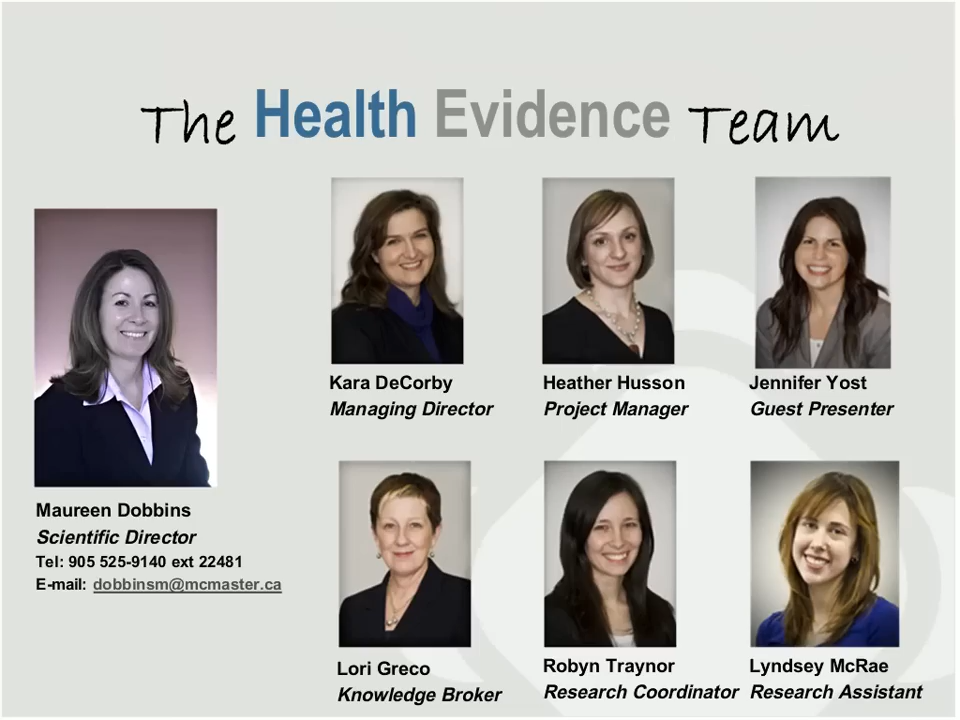 The Health Evidence Team
Maureen Dobbins
Scientific Director
Tel: 905 525-9140 ext 22481
E-mail: dobbinsm@mcmaster.ca
Kara DeCorby
Managing Director
Heather Husson
Project Manager
Jennifer Yost
Guest Presenter
Lori Greco
Knowledge Broker
Robyn Traynor
Research Coordinator
Lyndsey McRae
Research Assistant